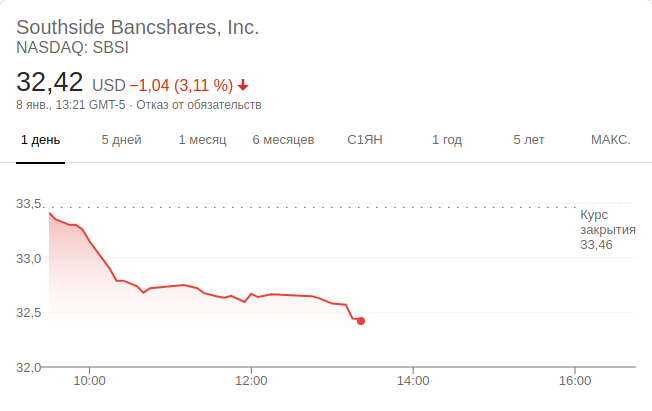 Southside Bancshares, Inc.
NASDAQ: SBSI
32,42 USD −1,04 (3,11 %)
8 янв., 13:21 GMT-5 · Отказ от обязательств
1 день 5 дней 1 месяц 6 месяцев С1ЯН 1 год 5 лет МАКС.
33,5
Курс
закрытия
33,46
33,0
32,5
32,0
10:00 12:00 14:00 16:00